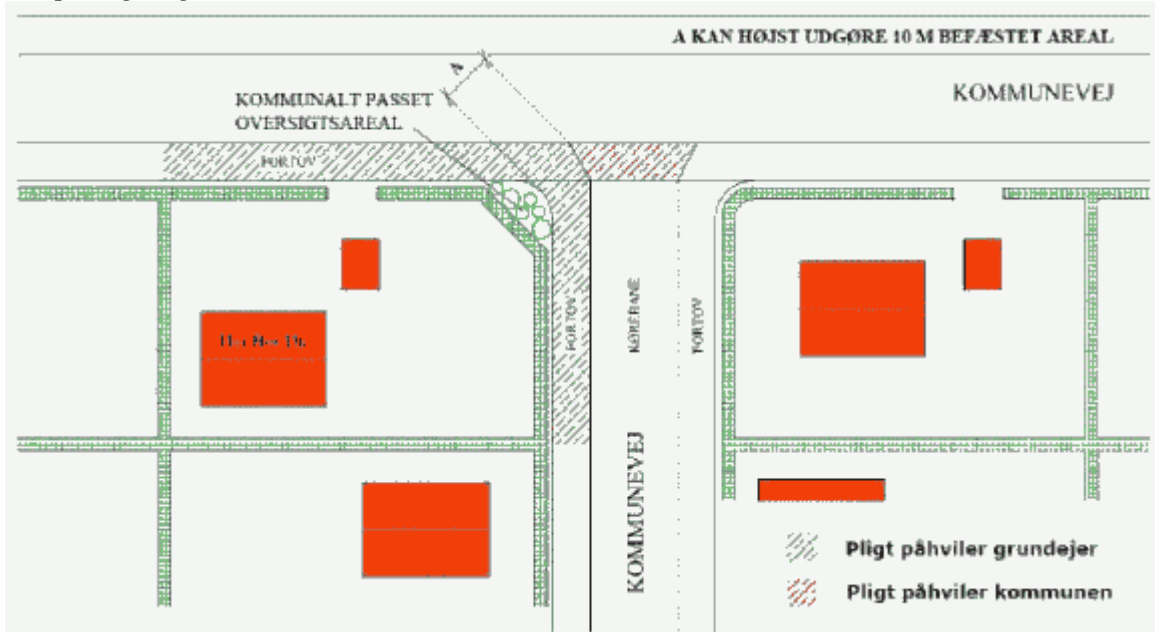 A KAN HØJST UDGØRE 10 M BEFÆSTET AREAL
KOMMUNEVEJ
A
KOMMUNALT PASSET
OVERSIGTSAREAL
FORTOV
FORTOV
KØREBANE
FORTOV
KOMMUNEVEJ
Pligt påhviler grundejer
Pligt påhviler kommunen